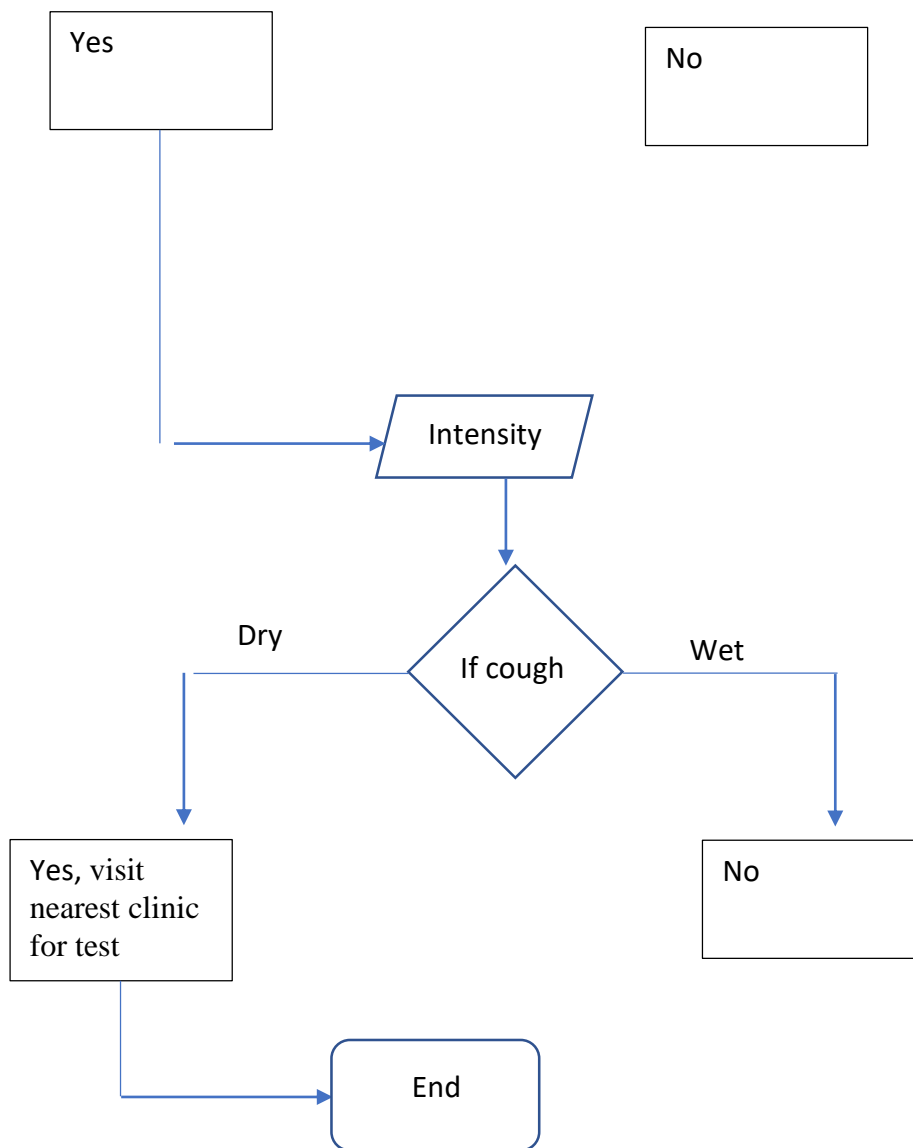 Yes
No
Intensity
Dry
If cough
Wet
Yes, visit
nearest clinic
for test
No
End